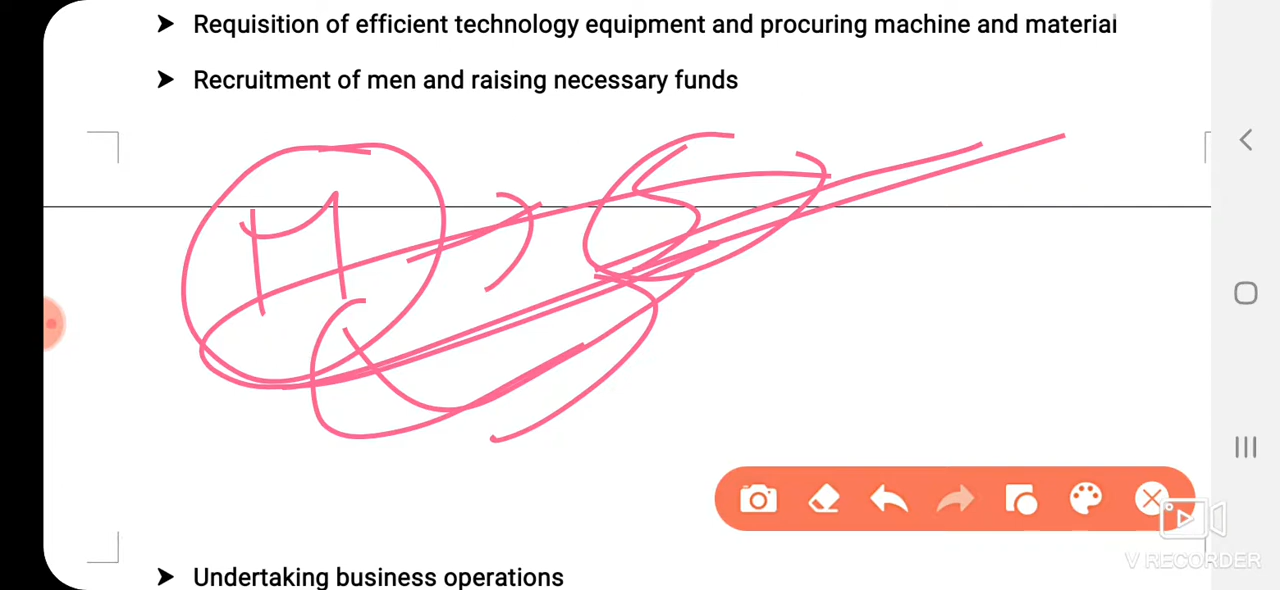 ➤ Requisition of efficient technology equipment and procuring machine and material
➤ Recruitment of men and raising necessary funds
M
➤ Undertaking business operations
V RECORDER